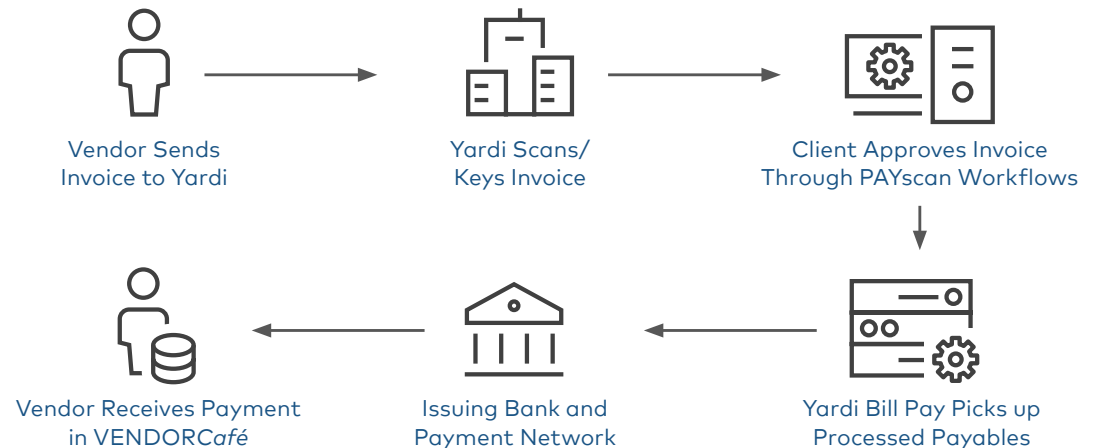 Vendor Sends
Invoice to Yardi
Yardi Scans/
Keys Invoice
Client Approves Invoice
Through PAYscan Workflows
Yardi Bill Pay Picks up
Processed Payables
Issuing Bank and
Payment Network
Vendor Receives Payment
in VENDORCafé